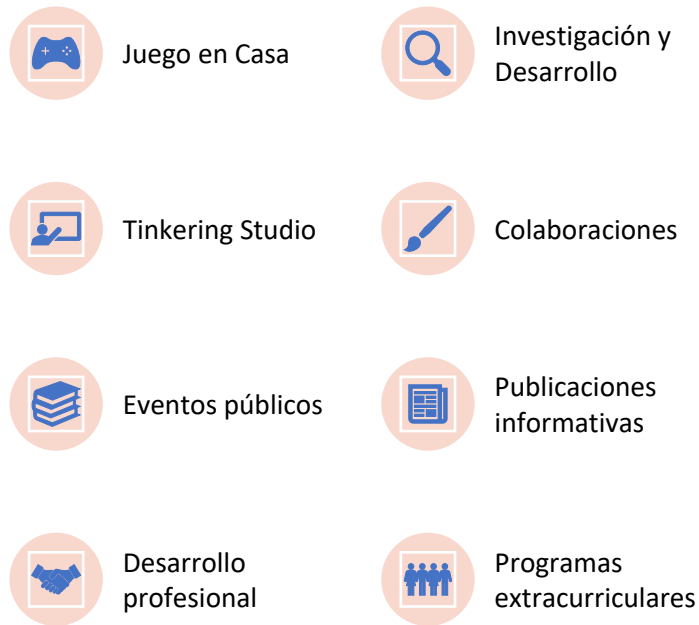 Juego en Casa
Investigación y
Desarrollo
Tinkering Studio
Colaboraciones
Eventos públicos
Publicaciones
informativas
Desarrollo
profesional
Programas
extracurriculares